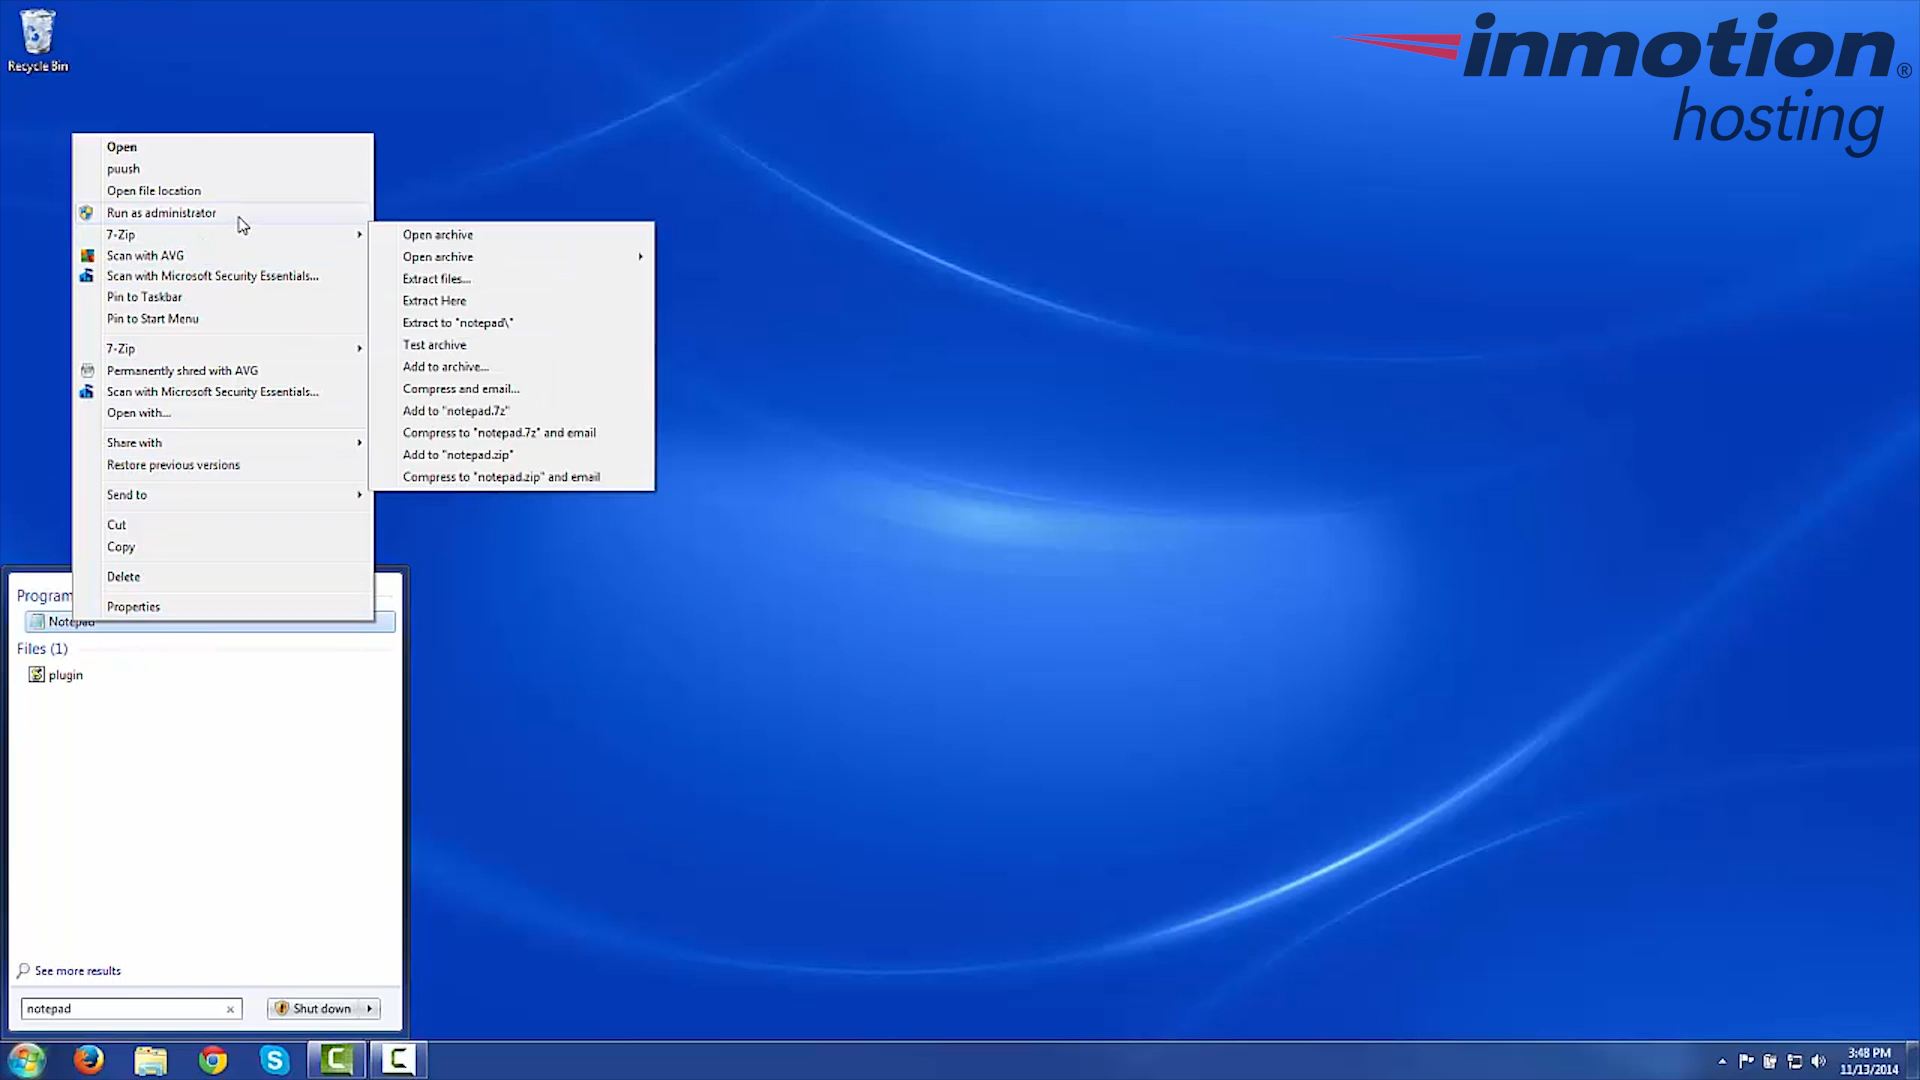 Recycle Bin
inmotion®
hosting
Open
puush
Open file location
Run as administrator
7-Zip
Scan with AVG
Scan with Microsoft Security Essentials...
Pin to Taskbar
Pin to Start Menu
7-Zip
Permanently shred with AVG
Scan with Microsoft Security Essentials...
Open with...
Share with
Restore previous versions
Send to
Cut
Copy
Delete
Properties
Open archive
Open archive
Extract files...
Extract Here
Extract to "notepad\"
Test archive
Add to archive...
Compress and email...
Add to "notepad.7z"
Compress to "notepad.7z" and email
Add to "notepad.zip"
Compress to "notepad.zip" and email
Program
Notepad
Files (1)
plugin
See more results
notepad
Shut down
3:48 PM
11/13/2014